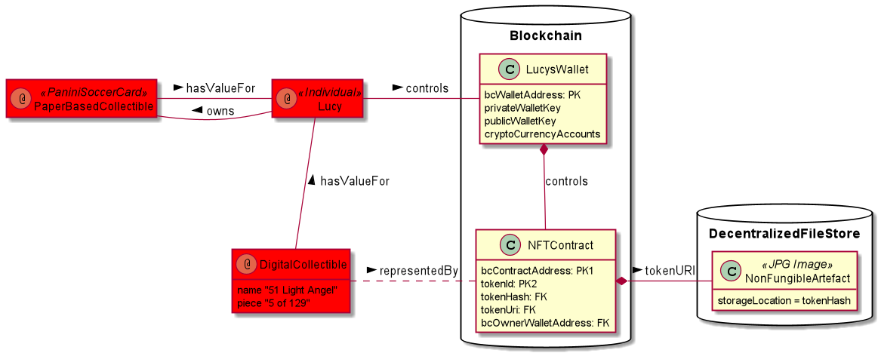 Blockchain
C LucysWallet
bcWalletAddress: PK
privateWalletKey
publicWalletKey
cryptoCurrencyAccounts
@ «PaniniSoccerCard»
PaperBasedCollectible
hasValueFor
owns
@ «Individual»
Lucy
controls
hasValueFor
controls
@ DigitalCollectible
name "51 Light Angel"
piece "5 of 129"
representedBy
C NFTContract
bcContractAddress: PK1
tokenId: PK2
tokenHash: FK
tokenUri: FK
bcOwnerWalletAddress: FK
tokenURI
DecentralizedFileStore
C «JPG Image»
NonFungibleArtefact
storageLocation = tokenHash